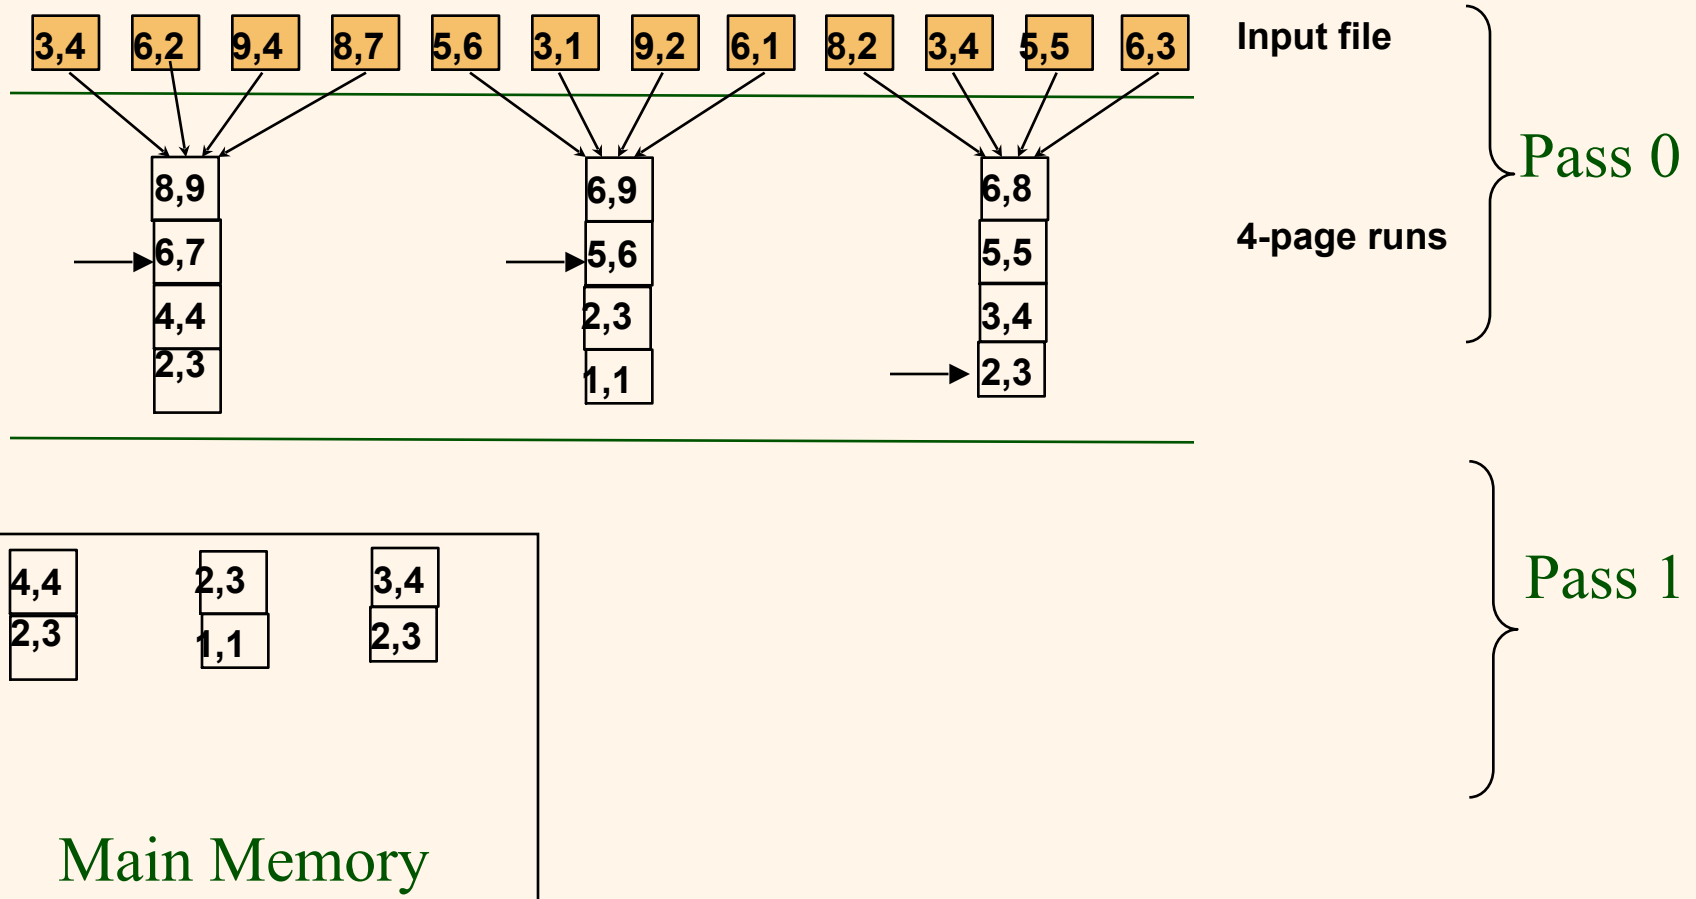 3,4 6,2 9,4 8,7 5,6 3,1 9,2 6,1 8,2 3,4 5,5 6,3 Input file
Pass 0
8,9 6,9 6,8
6,7 5,6 5,5 4-page runs
4,4 2,3 3,4
2,3 1,1 2,3
4,4 2,3 3,4 Pass 1
2,3 1,1 2,3
Main Memory